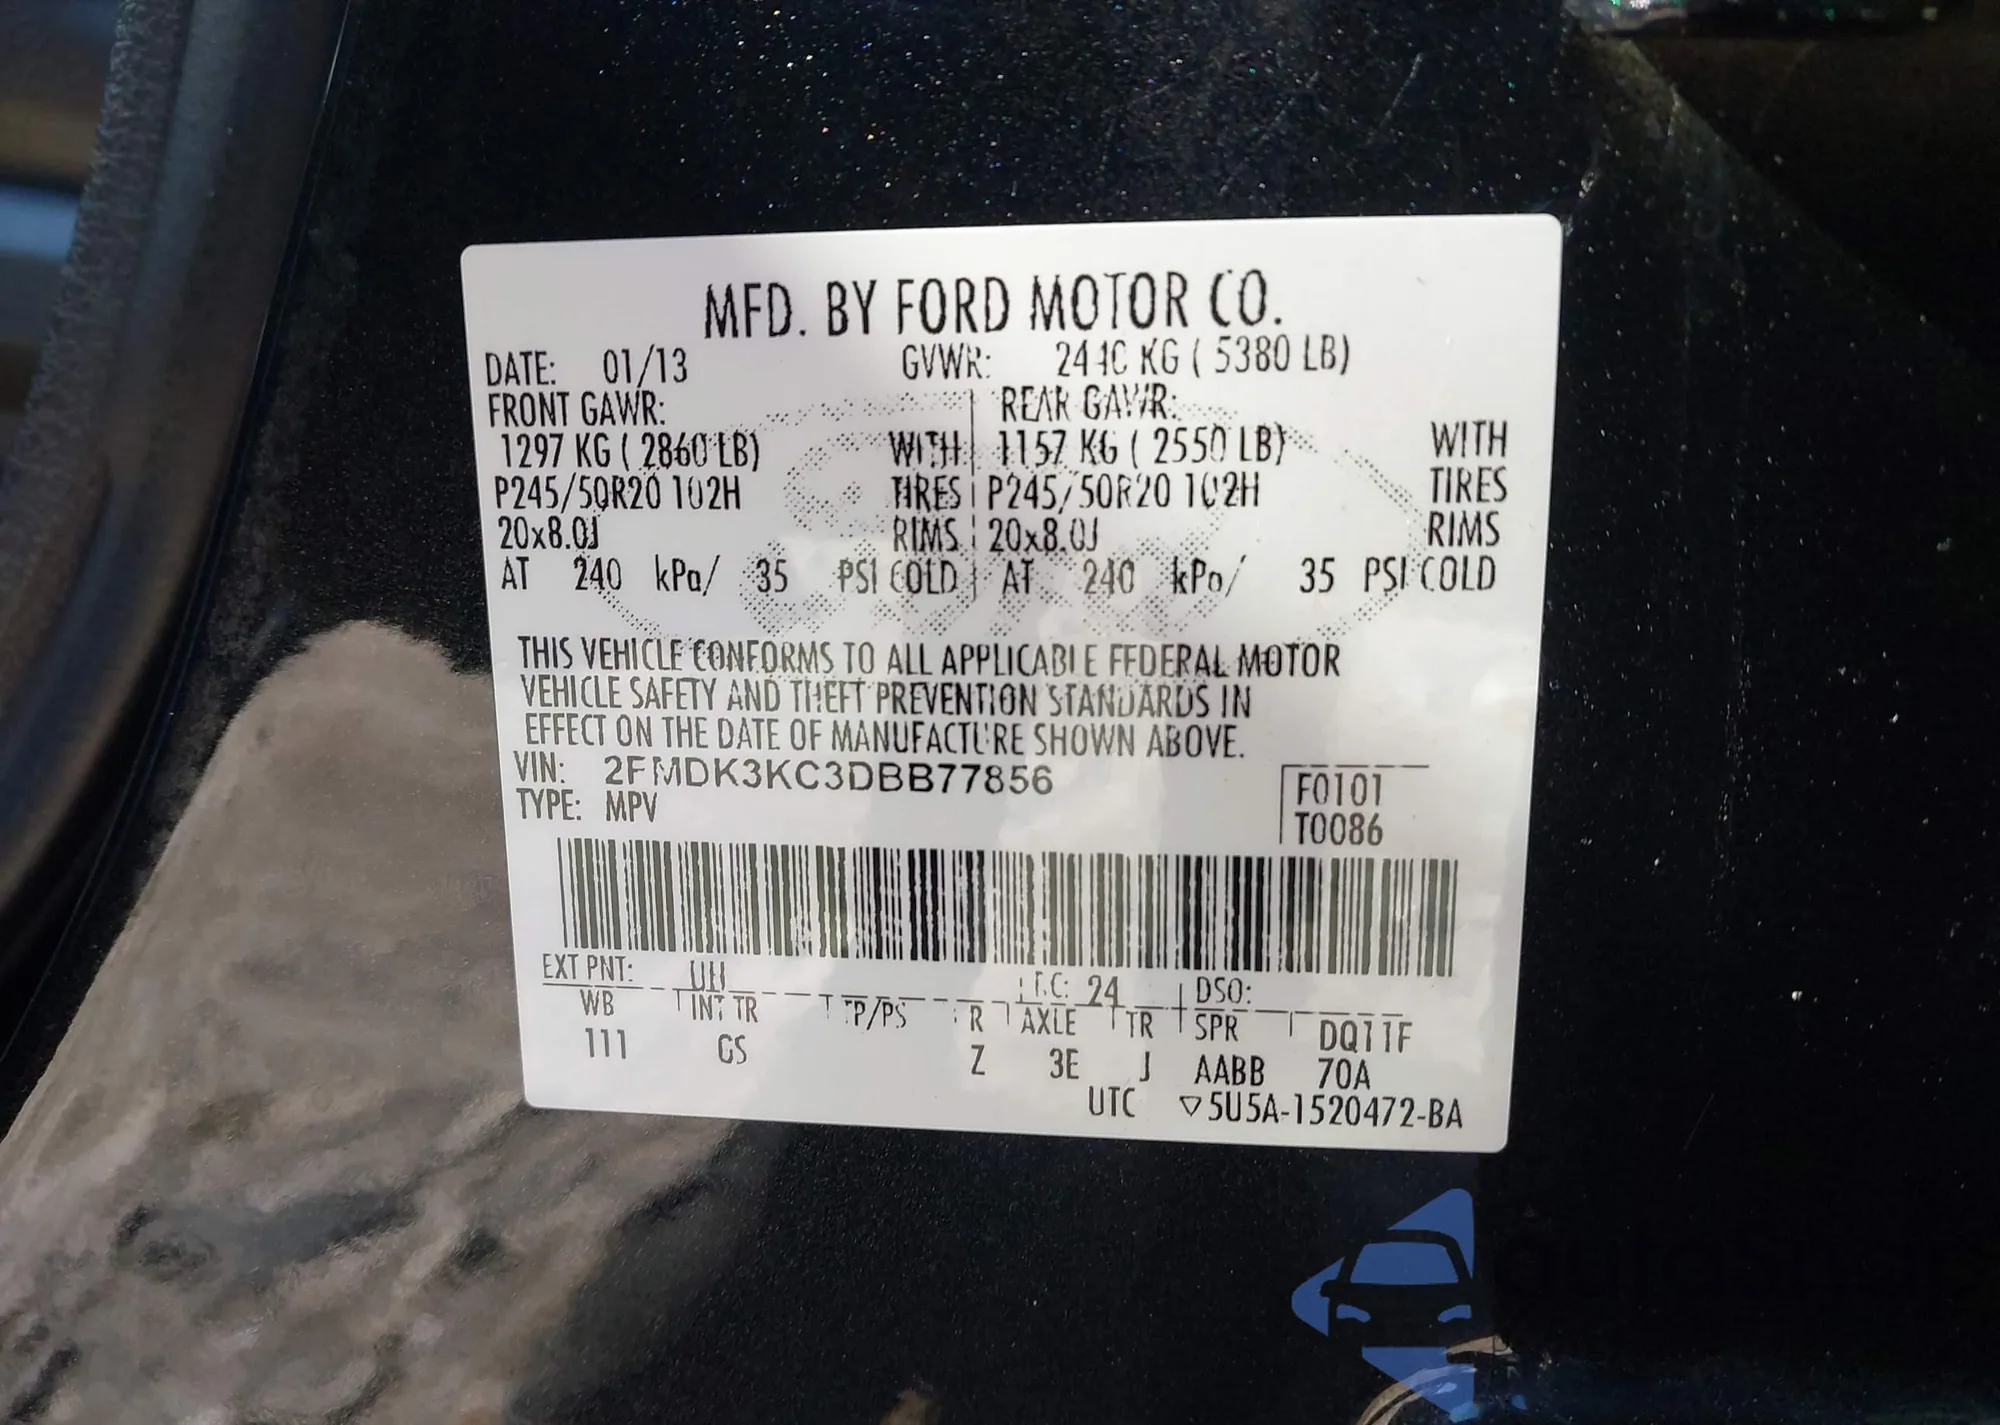 MFD. BY FORD MOTOR CO.
DATE: 01/13 GVWR: 2440 KG ( 5380 LB)
FRONT GAWR: REAR GAWR:
1297 KG ( 2860 LB) WITH 1157 KG ( 2550 LB) WITH
P245/50R20 102H TIRES P245/50R20 102H TIRES
20x8.0J RIMS 20x8.0J RIMS
AT 240 kPa/ 35 PSI COLD AT 240 kPa/ 35 PSI COLD
THIS VEHICLE CONFORMS TO ALL APPLICABLE FEDERAL MOTOR
VEHICLE SAFETY AND THEFT PREVENTION STANDARDS IN
EFFECT ON THE DATE OF MANUFACTURE SHOWN ABOVE.
VIN: 2FMDK3KC3DBB77856
TYPE: MPV
F0101
T0086
EXT PNT: UH RC: 24 DSO:
WB INT TR TP/PS R AXLE TR SPR DQ11F
111 GS Z 3E J AABB 70A
UTC ▽5U5A-1520472-BA